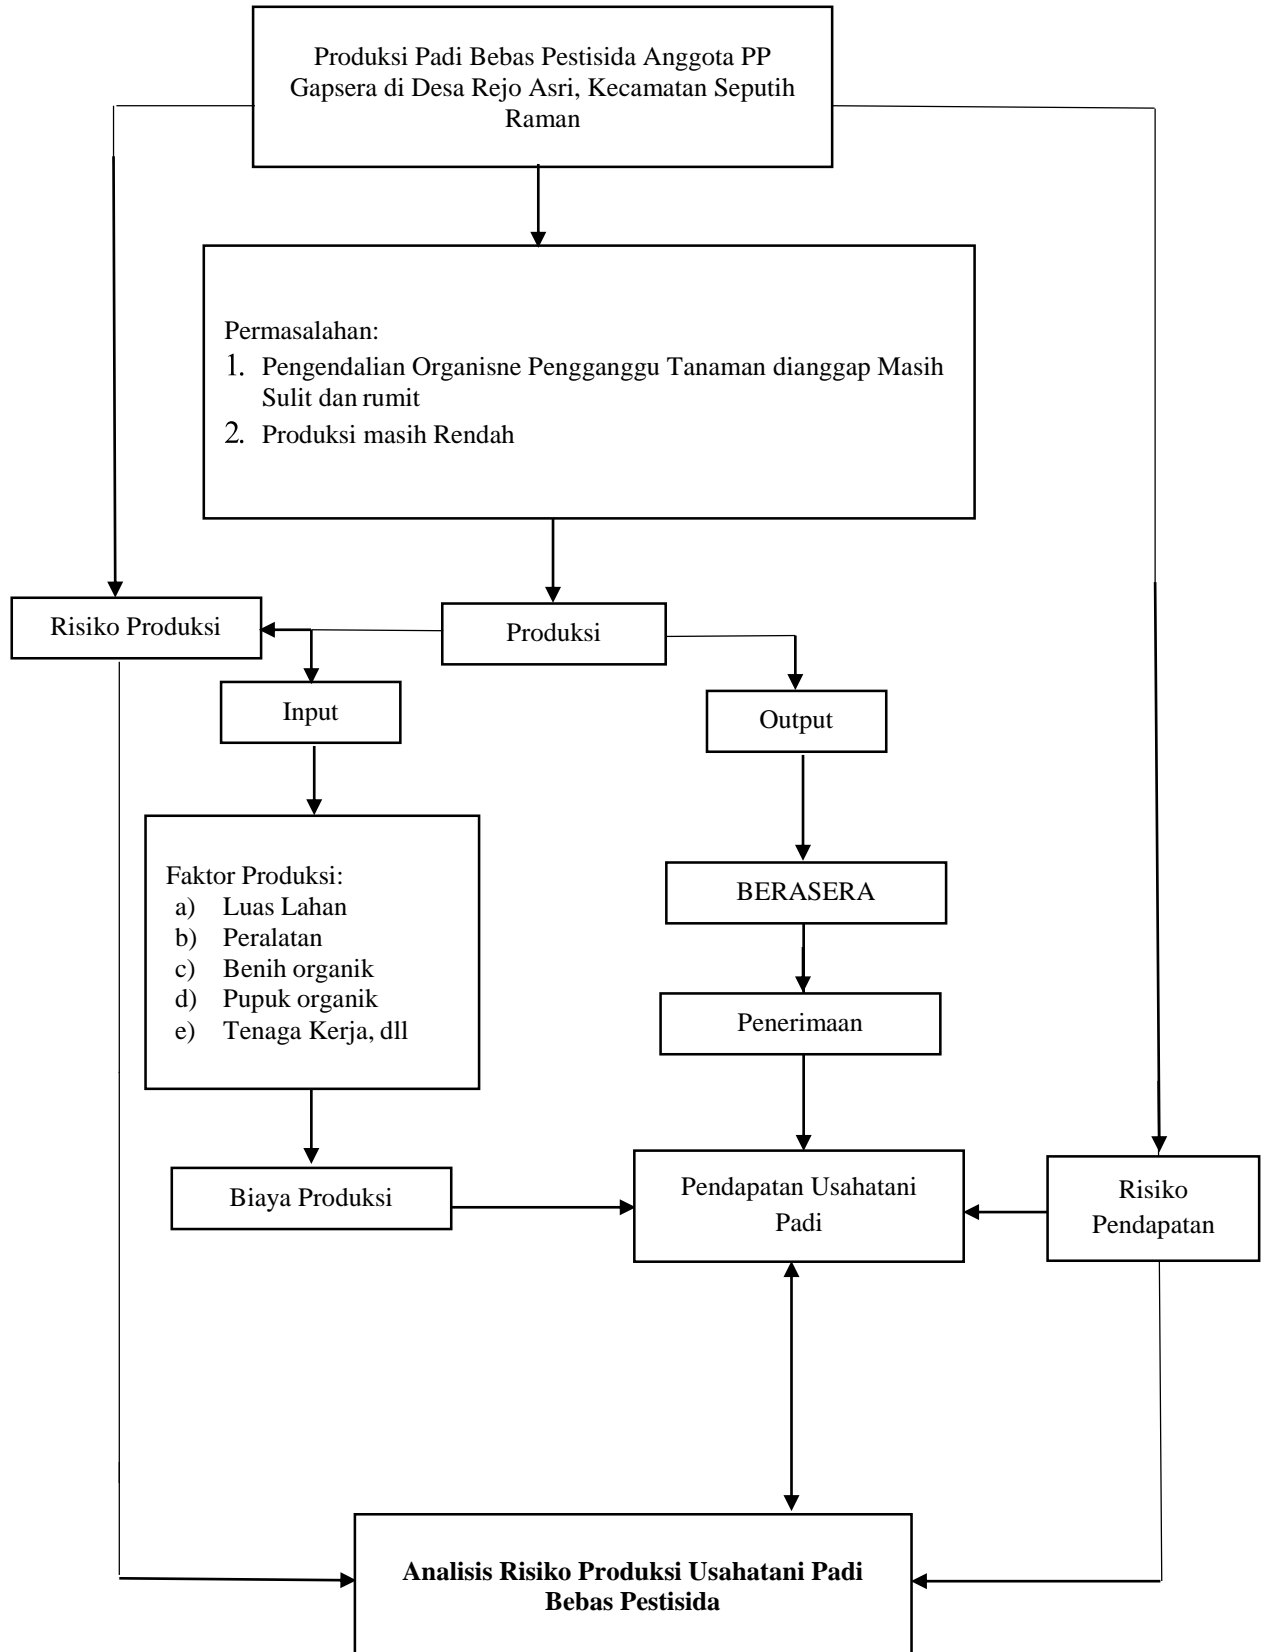 Produksi Padi Bebas Pestisida Anggota PP
Gapsera di Desa Rejo Asri, Kecamatan Seputih
Raman
Permasalahan:
1. Pengendalian Organisne Pengganggu Tanaman dianggap Masih
Sulit dan rumit
2. Produksi masih Rendah
Risiko Produksi
Produksi
Input
Output
Faktor Produksi:
a) Luas Lahan
b) Peralatan
c) Benih organik
d) Pupuk organik
e) Tenaga Kerja, dll
BERASERA
Penerimaan
Biaya Produksi
Pendapatan Usahatani
Padi
Risiko
Pendapatan
Analisis Risiko Produksi Usahatani Padi
Bebas Pestisida